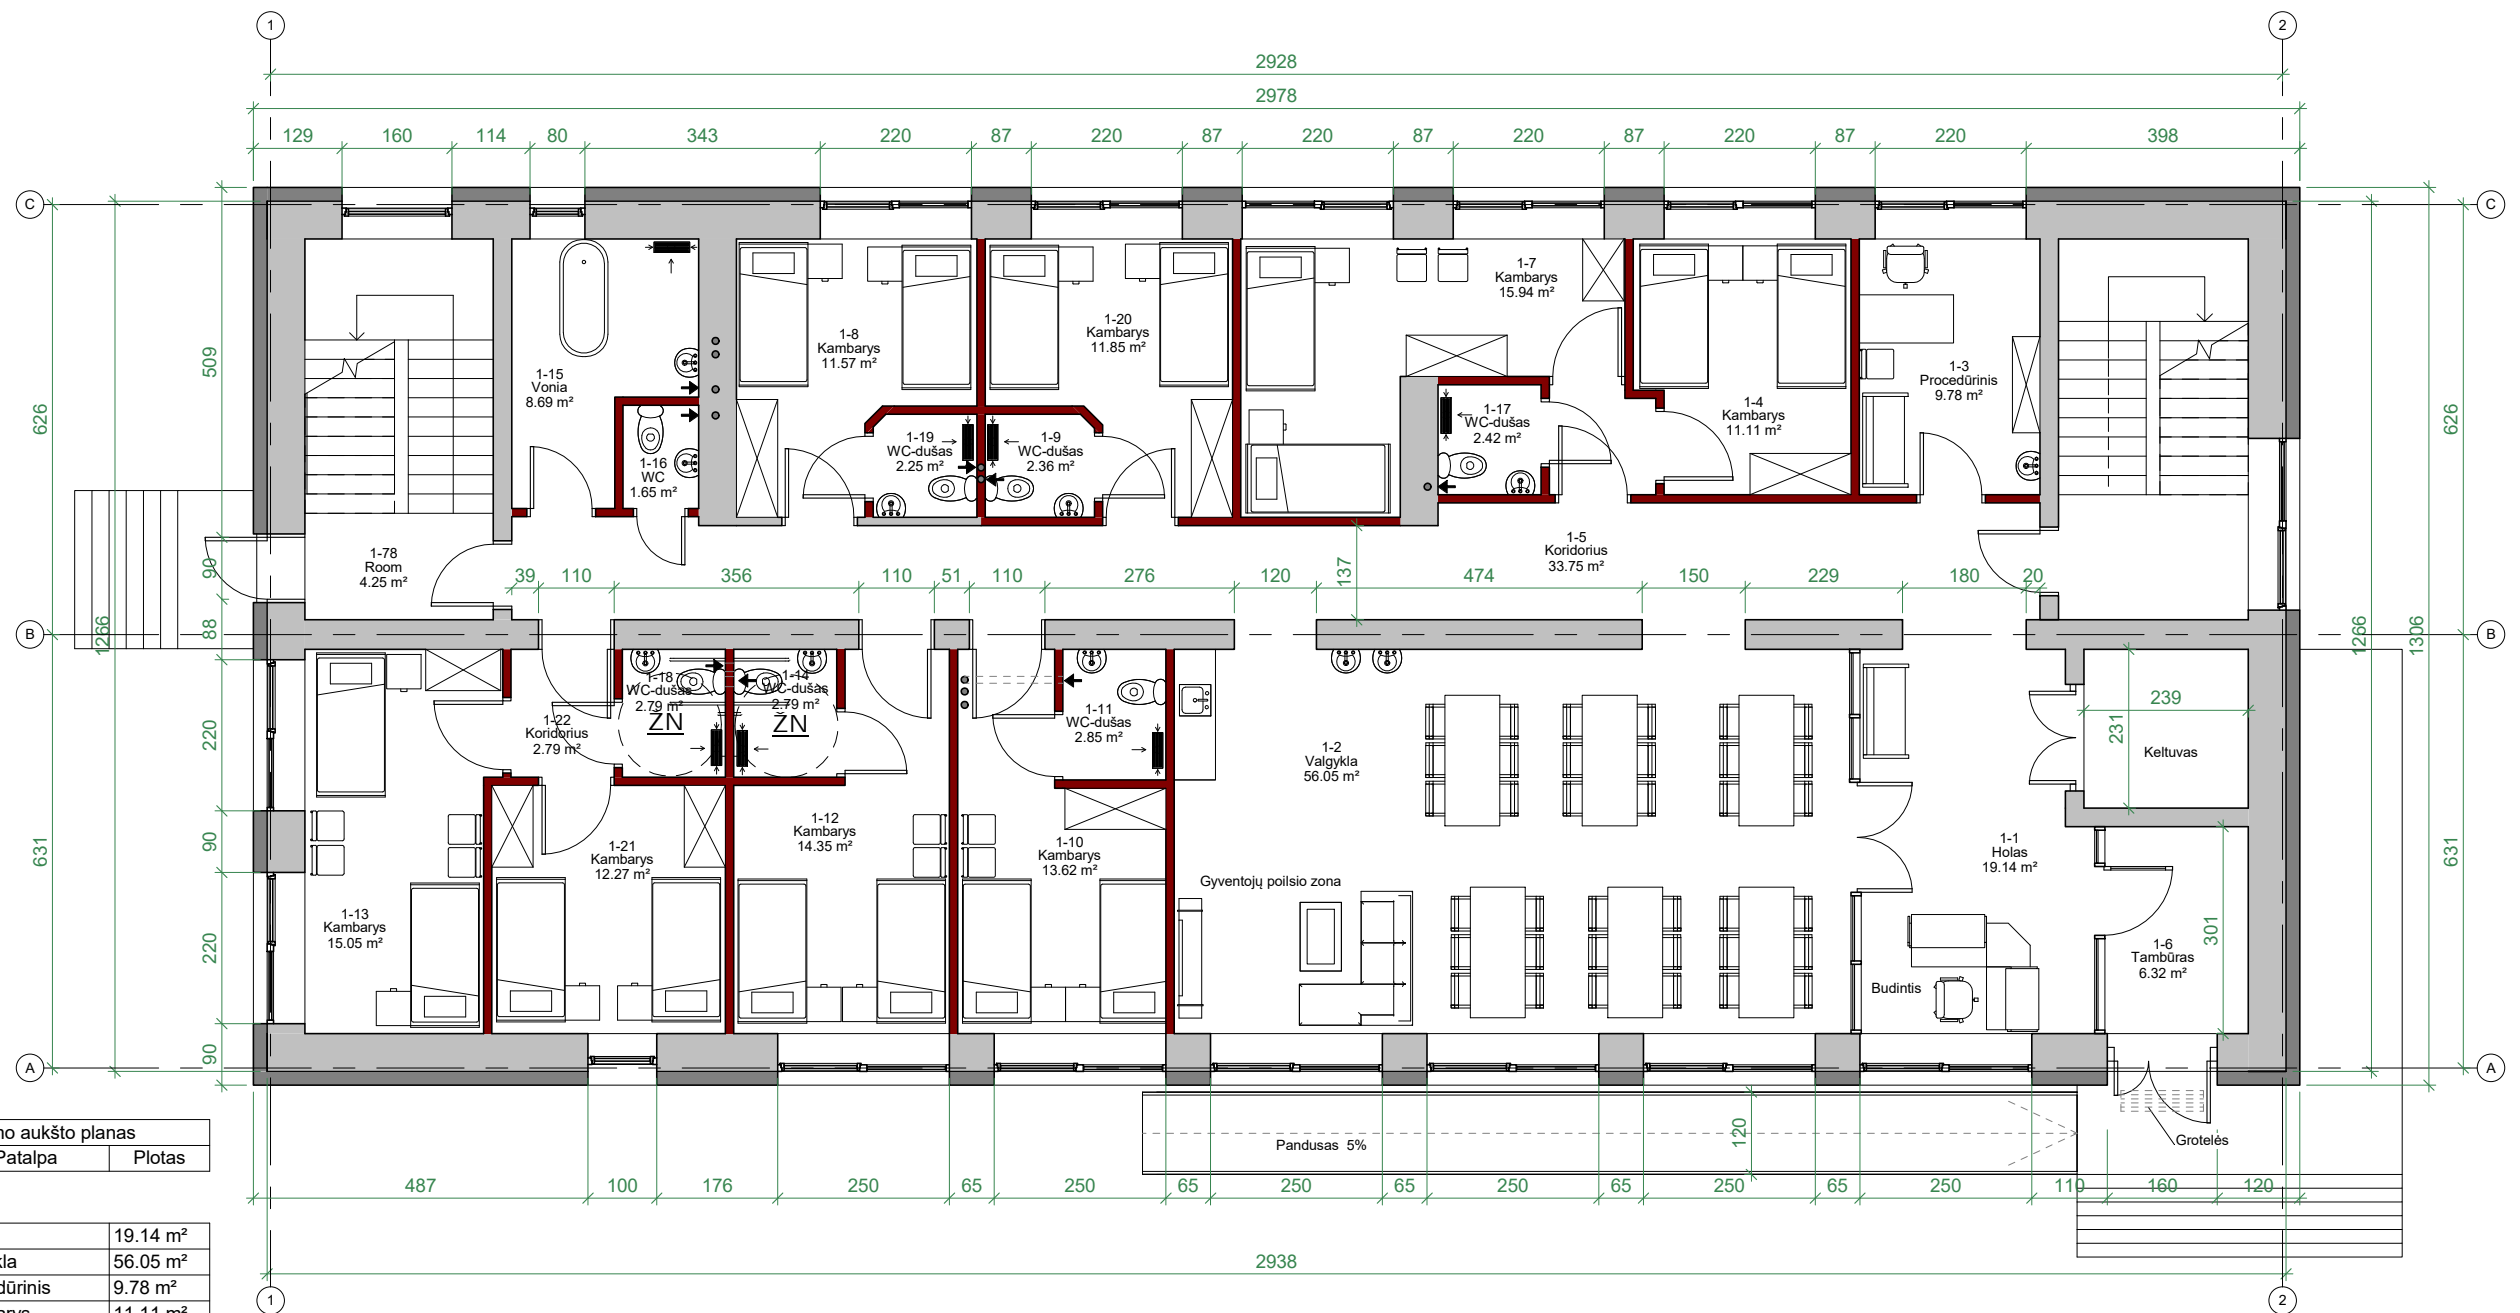 1
2
2928
2978
129
160
114
80
343
220
87
220
87
220
87
220
87
220
87
220
398
C
C
509
626
90
88
1266
B
220
90
220
90
631
A
626
1266
1306
B
631
A
1-15
Vonia
8.69 m²
1-16
WC
1.65 m²
1-8
Kambarys
11.57 m²
1-19
WC-dušas
2.25 m²
1-20
Kambarys
11.85 m²
1-9
WC-dušas
2.36 m²
1-7
Kambarys
15.94 m²
1-17
WC-dušas
2.42 m²
1-4
Kambarys
11.11 m²
1-3
Procedūrinis
9.78 m²
1-78
Room
4.25 m²
1-5
Koridorius
33.75 m²
39
110
356
110
51
110
276
120
137
474
150
229
180
20
1-18
WC-dušas
2.79 m²
ŽN
1-14
WC-dušas
2.79 m²
ŽN
1-22
Koridorius
2.79 m²
1-11
WC-dušas
2.85 m²
1-2
Valgykla
56.05 m²
239
231
Keltuvas
1-13
Kambarys
15.05 m²
1-21
Kambarys
12.27 m²
1-12
Kambarys
14.35 m²
1-10
Kambarys
13.62 m²
Gyventojų poilsio zona
1-1
Holas
19.14 m²
Budintis
1-6
Tambūras
6.32 m²
301
Pandusas 5%
120
Grotelės
487
100
176
250
65
250
65
250
65
250
65
250
65
250
110
160
120
2938
1
2
no aukšto planas
Patalpa Plotas
19.14 m²
kla 56.05 m²
dūrinis 9.78 m²
arys 11.11 m²